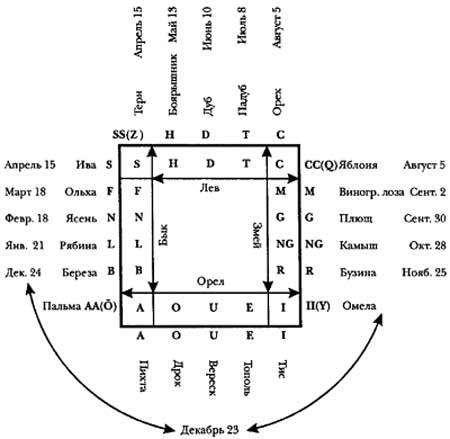 Апрель 15
Май 13
Июнь 10
Июль 8
Август 5
Терн
Боярышник
Дуб
Падуб
Орех
SS(Z) H D T C
Апрель 15 Ива S S H D T C CC(Q) Яблоня Август 5
Лев
Март 18 Ольха F F M M Виногр. лоза Сент. 2
Февр. 18 Ясень N N G G Плющ Сент. 30
Бык
Змей
Янв. 21 Рябина L L NG NG Камыш Окт. 28
Дек. 24 Береза B B R R Бузина Нояб. 25
Орел
Пальма AA(Ō) A O U E I II(Y) Омела
A O U E I
Пихта
Дрок
Вереск
Тополь
Тис
Декабрь 23